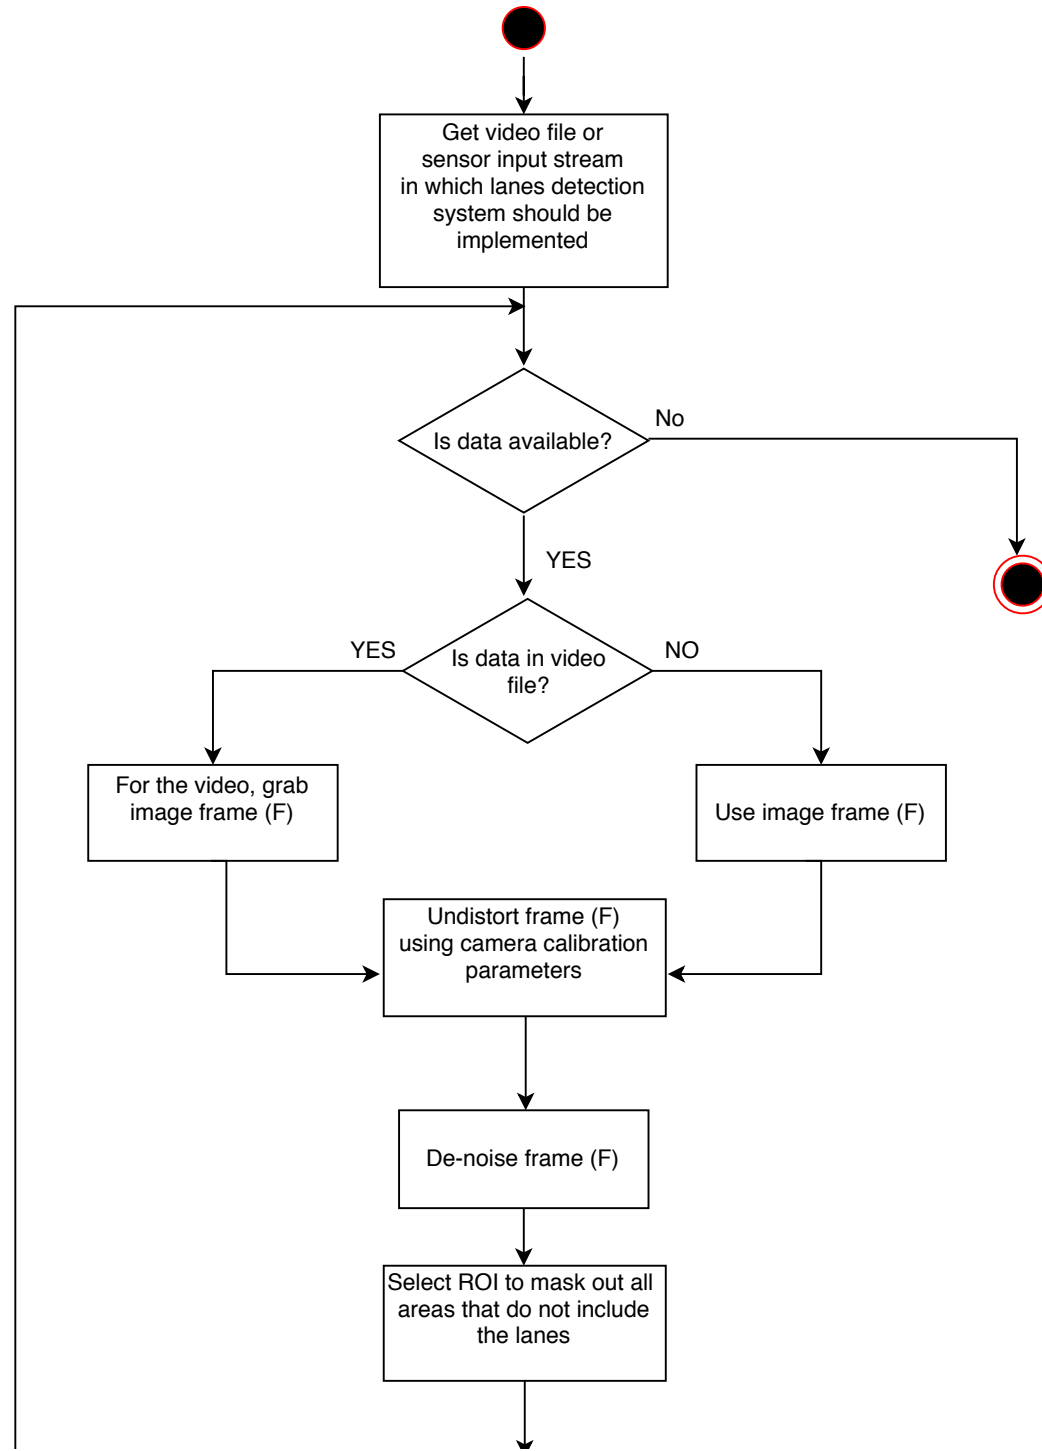 Get video file or
sensor input stream
in which lanes detection
system should be
implemented
No
Is data available?
YES
YES
NO
Is data in video
file?
For the video, grab
image frame (F)
Use image frame (F)
Undistort frame (F)
using camera calibration
parameters
De-noise frame (F)
Select ROI to mask out all
areas that do not include
the lanes